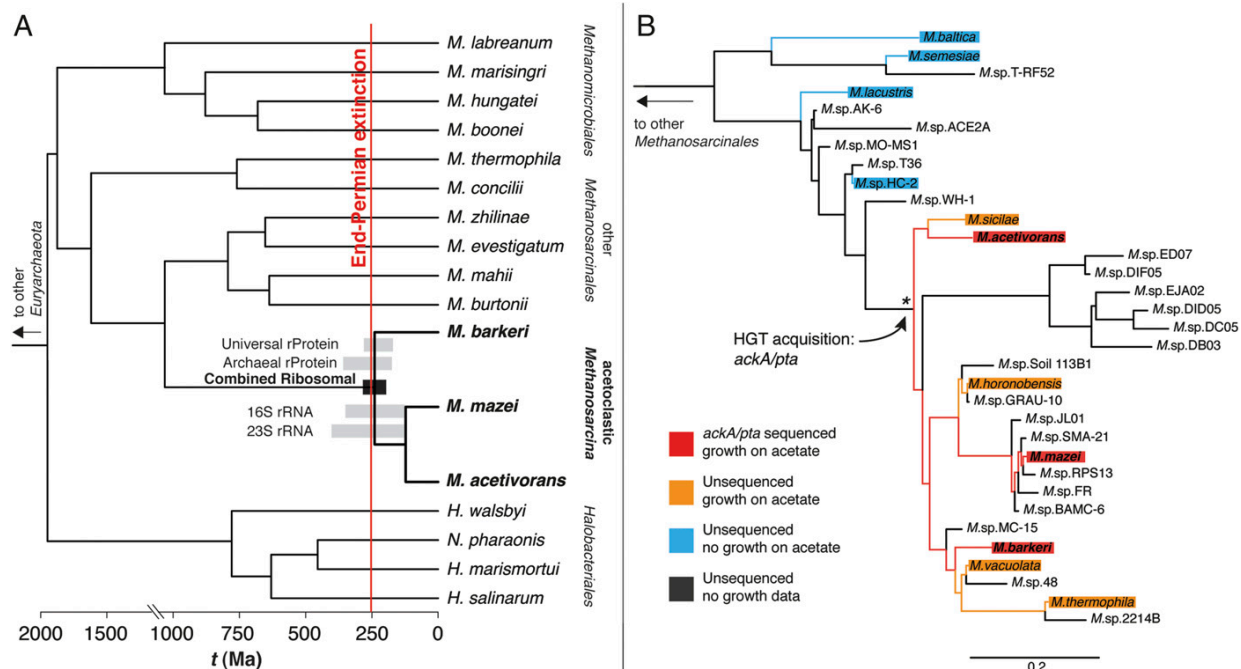 A
M. labreanum
M. marisingri
M. hungatei
M. boonei
Methanomicrobiales
M. thermophila
M. concilii
M. zhilinae
M. evestigatum
M. mahii
M. burtonii
other
Methanosarcinales
End-Permian extinction
to other
Euryarchaeota
M. barkeri
Universal rProtein
Archaeal rProtein
Combined Ribosomal
M. mazei
16S rRNA
23S rRNA
M. acetivorans
acetoclastic
Methanosarcina
H. walsbyi
N. pharaonis
H. marismortui
H. salinarum
Halobacteriales
2000 1000 750 500 250 0
t (Ma)
B
M.baltica
M.semesiae
M.sp.T-RF52
M.lacustris
to other
Methanosarcinales
M.sp.AK-6
M.sp.ACE2A
M.sp.MO-MS1
M.sp.T36
M.sp.HC-2
M.sp.WH-1
M.sicilae
M.acetivorans
M.sp.ED07
M.sp.DIF05
M.sp.EJA02
M.sp.DID05
M.sp.DC05
M.sp.DB03
*
HGT acquisition:
ackA/pta
M.sp.Soil 113B1
M.horonobensis
M.sp.GRAU-10
M.sp.JL01
M.sp.SMA-21
M.mazei
M.sp.RPS13
M.sp.FR
M.sp.BAMC-6
M.sp.MC-15
M.barkeri
M.vacuolata
M.sp.48
M.thermophila
M.sp.2214B
ackA/pta sequenced
growth on acetate
Unsequenced
growth on acetate
Unsequenced
no growth on acetate
Unsequenced
no growth data
0.2